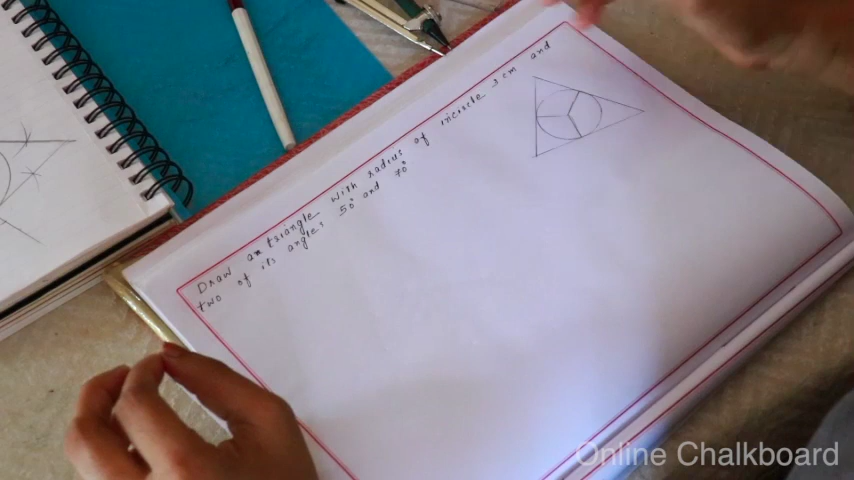 Draw an triangle with radius of incircle 3 cm and
two of its angles 50° and 70°
Online Chalkboard